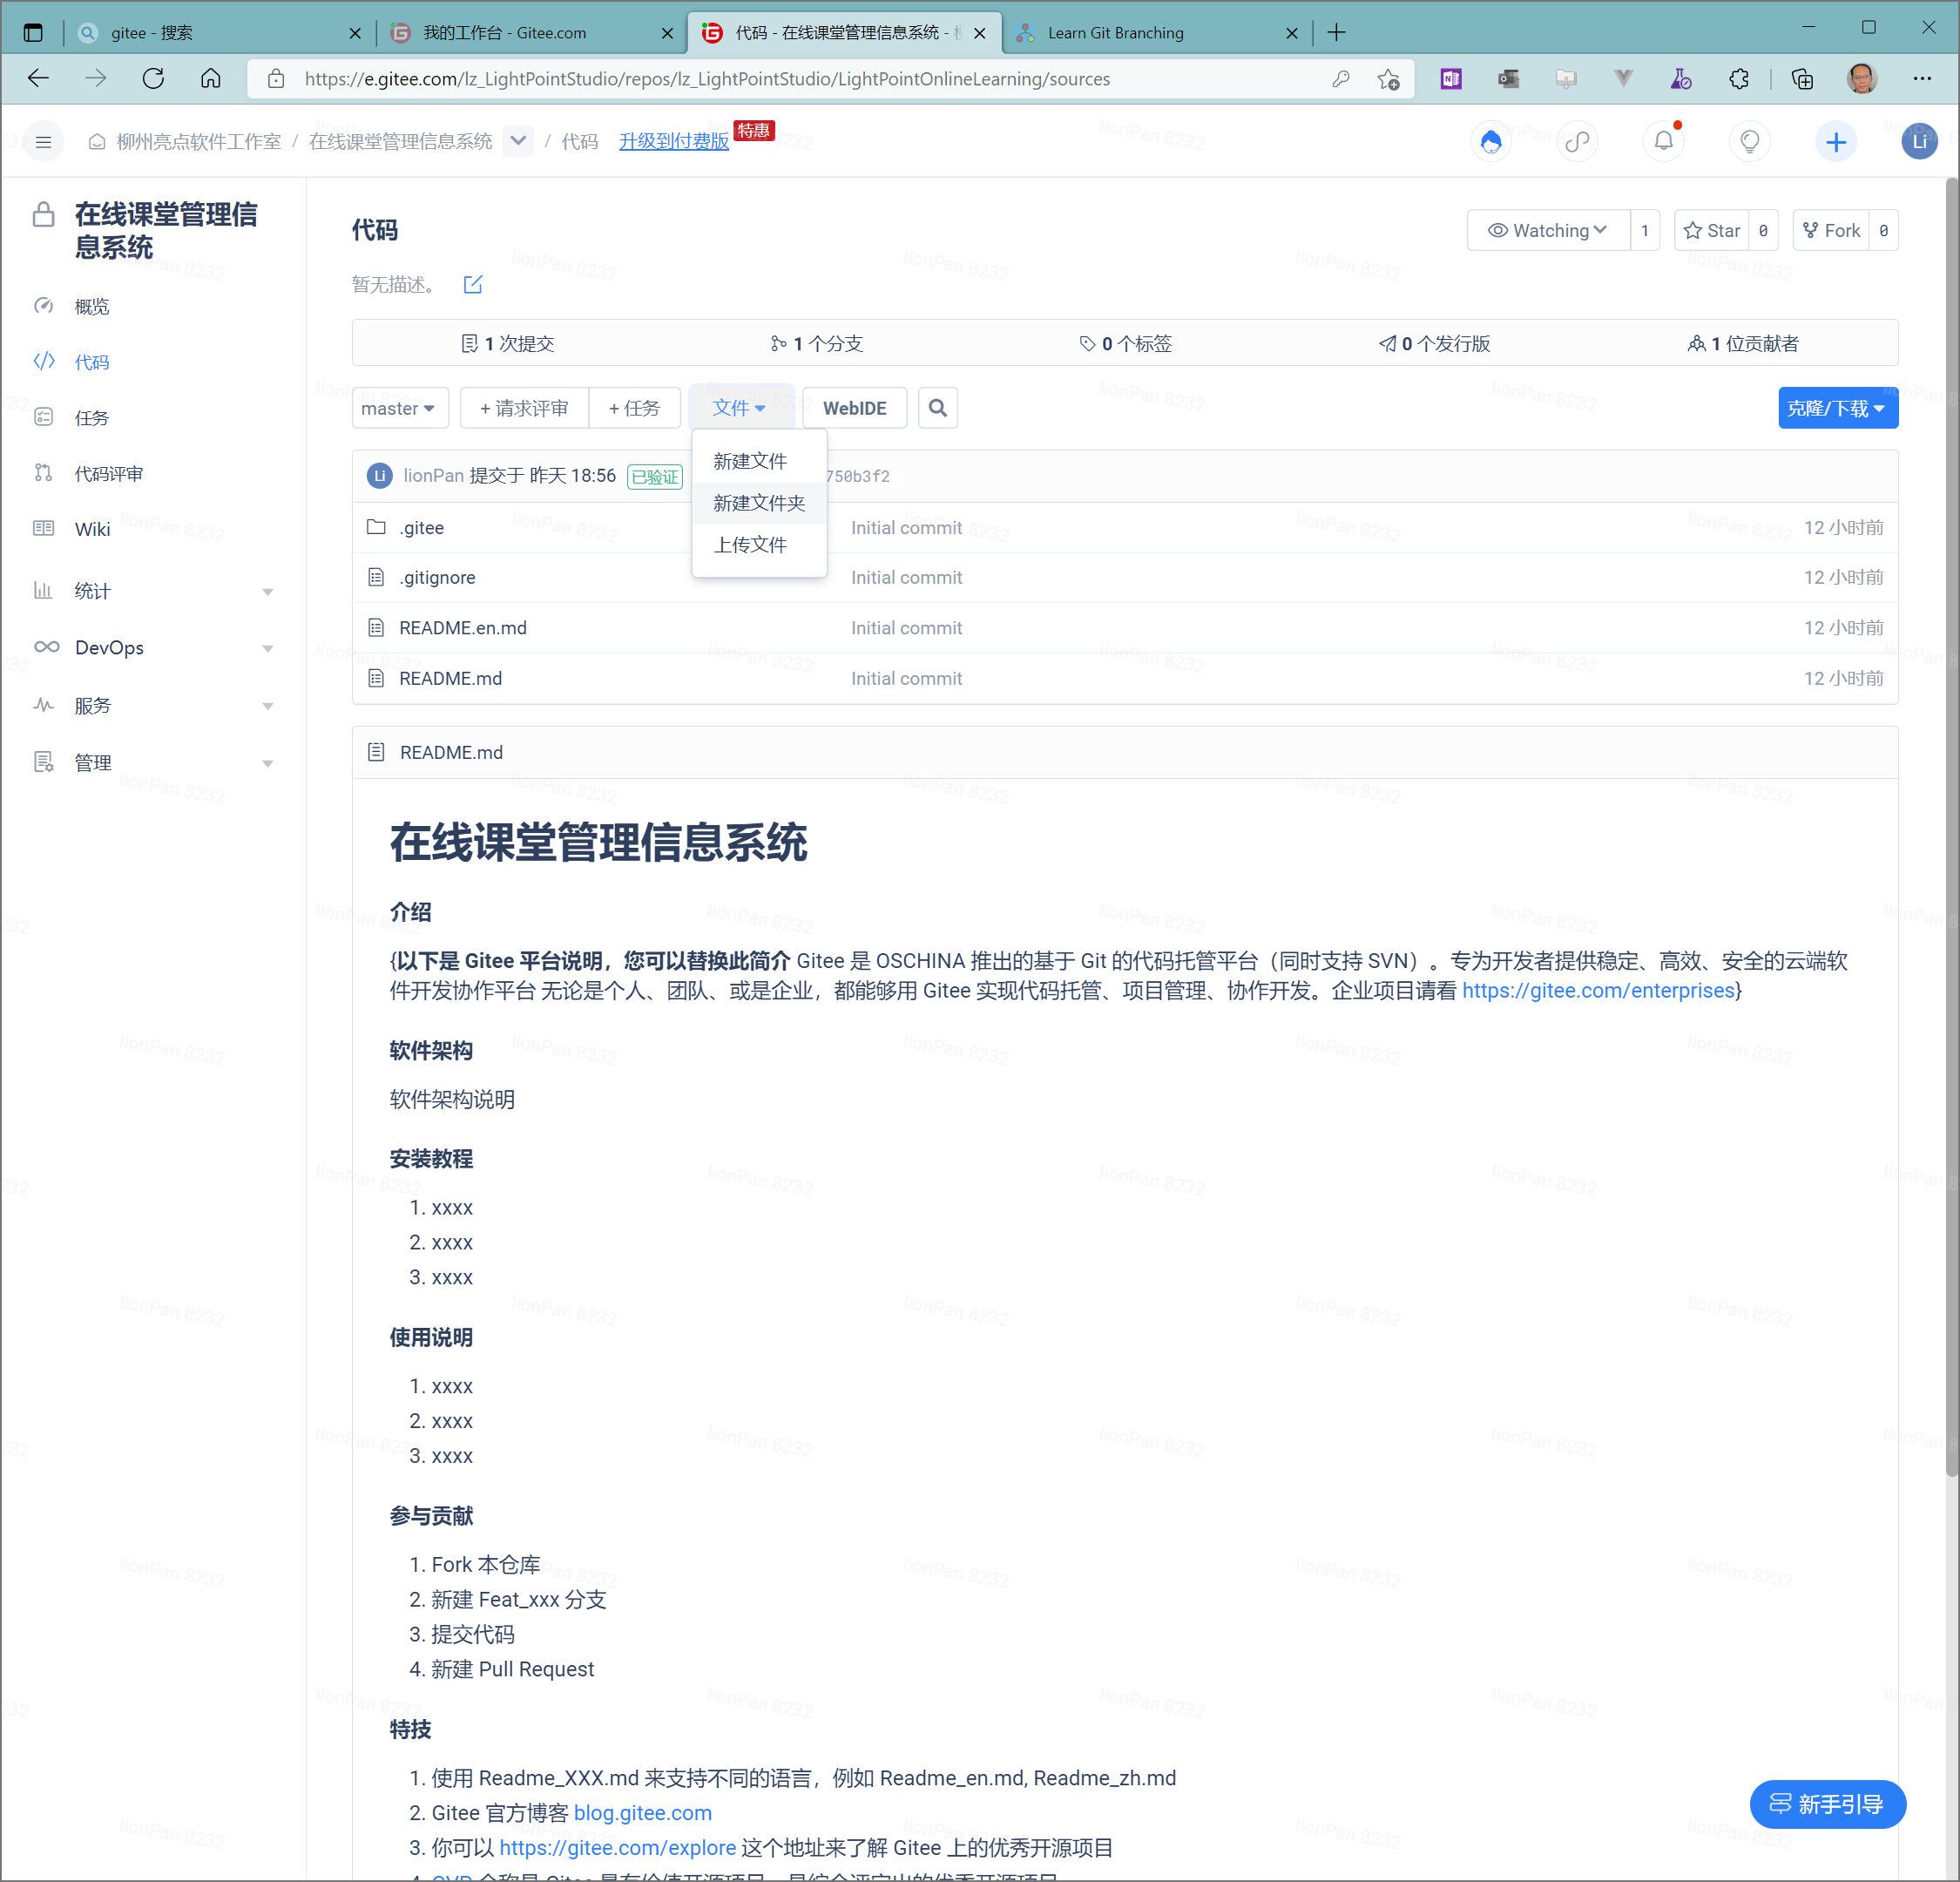 gitee - 搜索
我的工作台 - Gitee.com
代码 - 在线课堂管理信息系统 -
Learn Git Branching
https://e.gitee.com/lz_LightPointStudio/repos/lz_LightPointStudio/LightPointOnlineLearning/sources
柳州亮点软件工作室 / 在线课堂管理信息系统 / 代码 升级到付费版 特惠
Li
在线课堂管理信息系统
概览
代码
任务
代码评审
Wiki
统计
DevOps
服务
管理
代码
Watching 1
Star 0
Fork 0
暂无描述。
1 次提交
1 个分支
0 个标签
0 个发行版
1 位贡献者
master
+ 请求评审
+ 任务
文件
WebIDE
克隆/下载
新建文件
新建文件夹
上传文件
Li lionPan 提交于 昨天 18:56 已验证 750b3f2
.gitee Initial commit 12 小时前
.gitignore Initial commit 12 小时前
README.en.md Initial commit 12 小时前
README.md Initial commit 12 小时前
README.md
在线课堂管理信息系统
介绍
{以下是 Gitee 平台说明，您可以替换此简介 Gitee 是 OSCHINA 推出的基于 Git 的代码托管平台（同时支持 SVN）。专为开发者提供稳定、高效、安全的云端软
件开发协作平台 无论是个人、团队、或是企业，都能够用 Gitee 实现代码托管、项目管理、协作开发。企业项目请看 https://gitee.com/enterprises}
软件架构
软件架构说明
安装教程
1. xxxx
2. xxxx
3. xxxx
使用说明
1. xxxx
2. xxxx
3. xxxx
参与贡献
1. Fork 本仓库
2. 新建 Feat_xxx 分支
3. 提交代码
4. 新建 Pull Request
特技
1. 使用 Readme_XXX.md 来支持不同的语言，例如 Readme_en.md, Readme_zh.md
2. Gitee 官方博客 blog.gitee.com
3. 你可以 https://gitee.com/explore 这个地址来了解 Gitee 上的优秀开源项目
新手引导
lionPan 8232